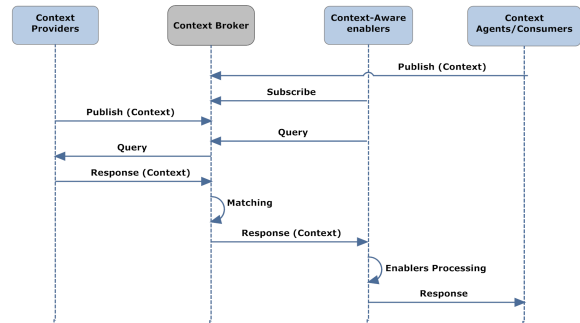 Context
Providers
Context Broker
Context-Aware
enablers
Context
Agents/Consumers
Publish (Context)
Subscribe
Publish (Context)
Query
Query
Response (Context)
Matching
Response (Context)
Enablers Processing
Response